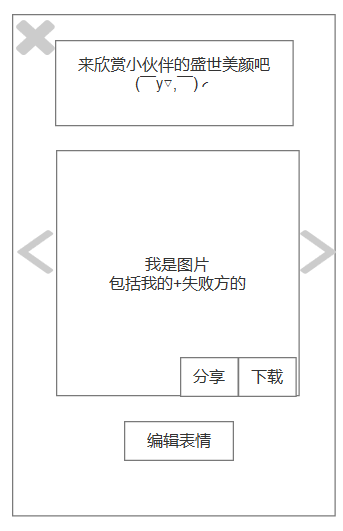 来欣赏小伙伴的盛世美颜吧
(￣y▽,￣)╭
我是图片
包括我的+失败方的
分享
下载
编辑表情